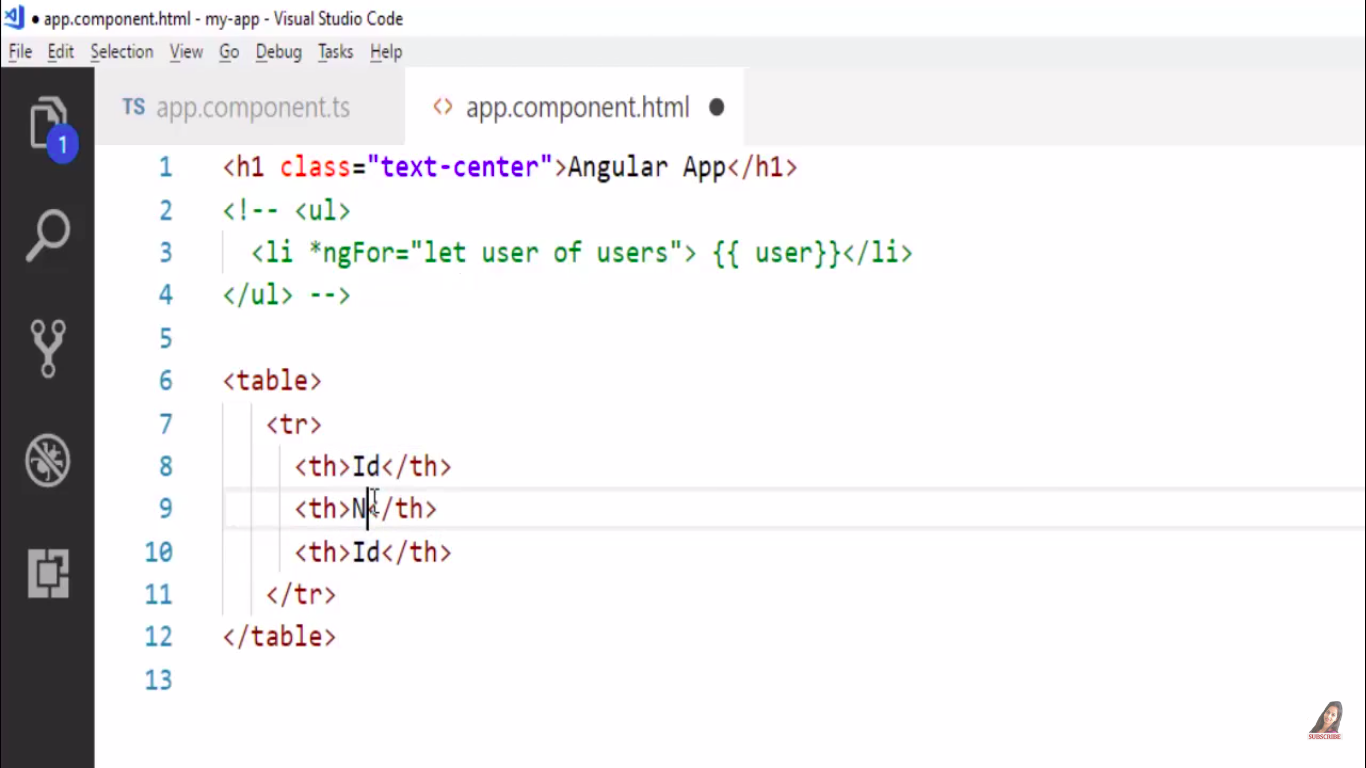 ● app.component.html - my-app - Visual Studio Code
File Edit Selection View Go Debug Tasks Help
TS app.component.ts <> app.component.html ●
1
1 <h1 class="text-center">Angular App</h1>
2 <!-- <ul>
3 <li *ngFor="let user of users"> {{ user}}</li>
4 </ul> -->
5
6 <table>
7 <tr>
8 <th>Id</th>
9 <th>N</th>
10 <th>Id</th>
11 </tr>
12 </table>
13
SUBSCRIBE